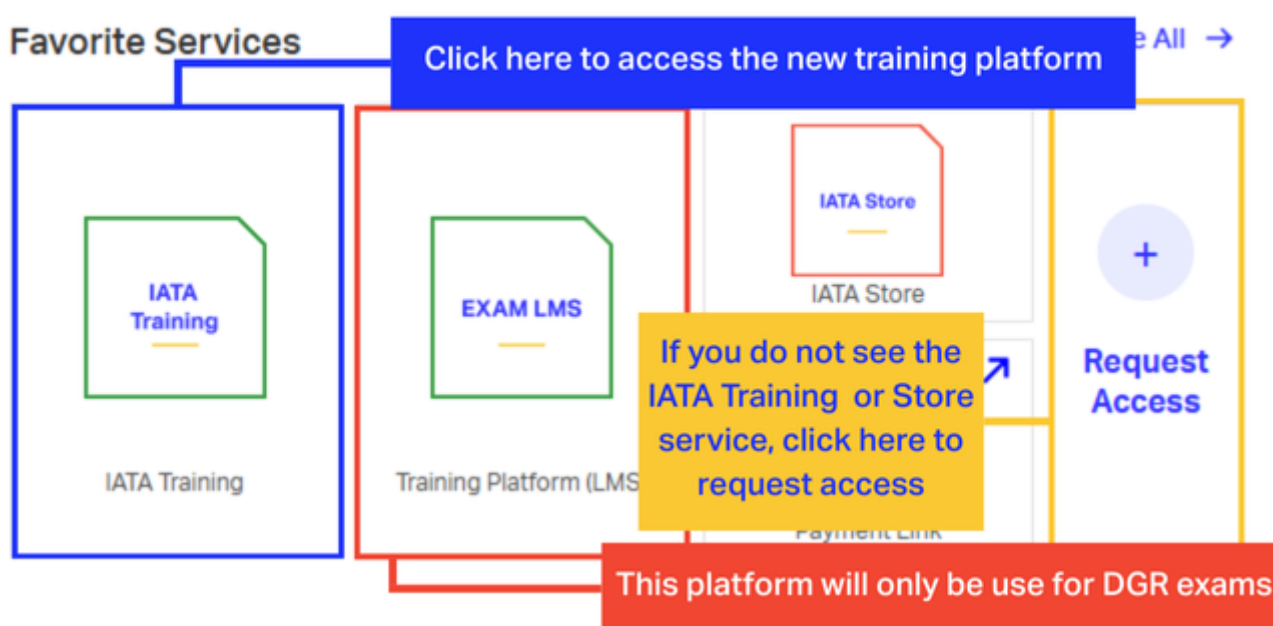 Favorite Services
Click here to access the new training platform
All →
IATA
Training
IATA Training
EXAM LMS
Training Platform (LMS
IATA Store
IATA Store
If you do not see the
IATA Training or Store
service, click here to
request access
Payment Link
+
Request
Access
This platform will only be use for DGR exams